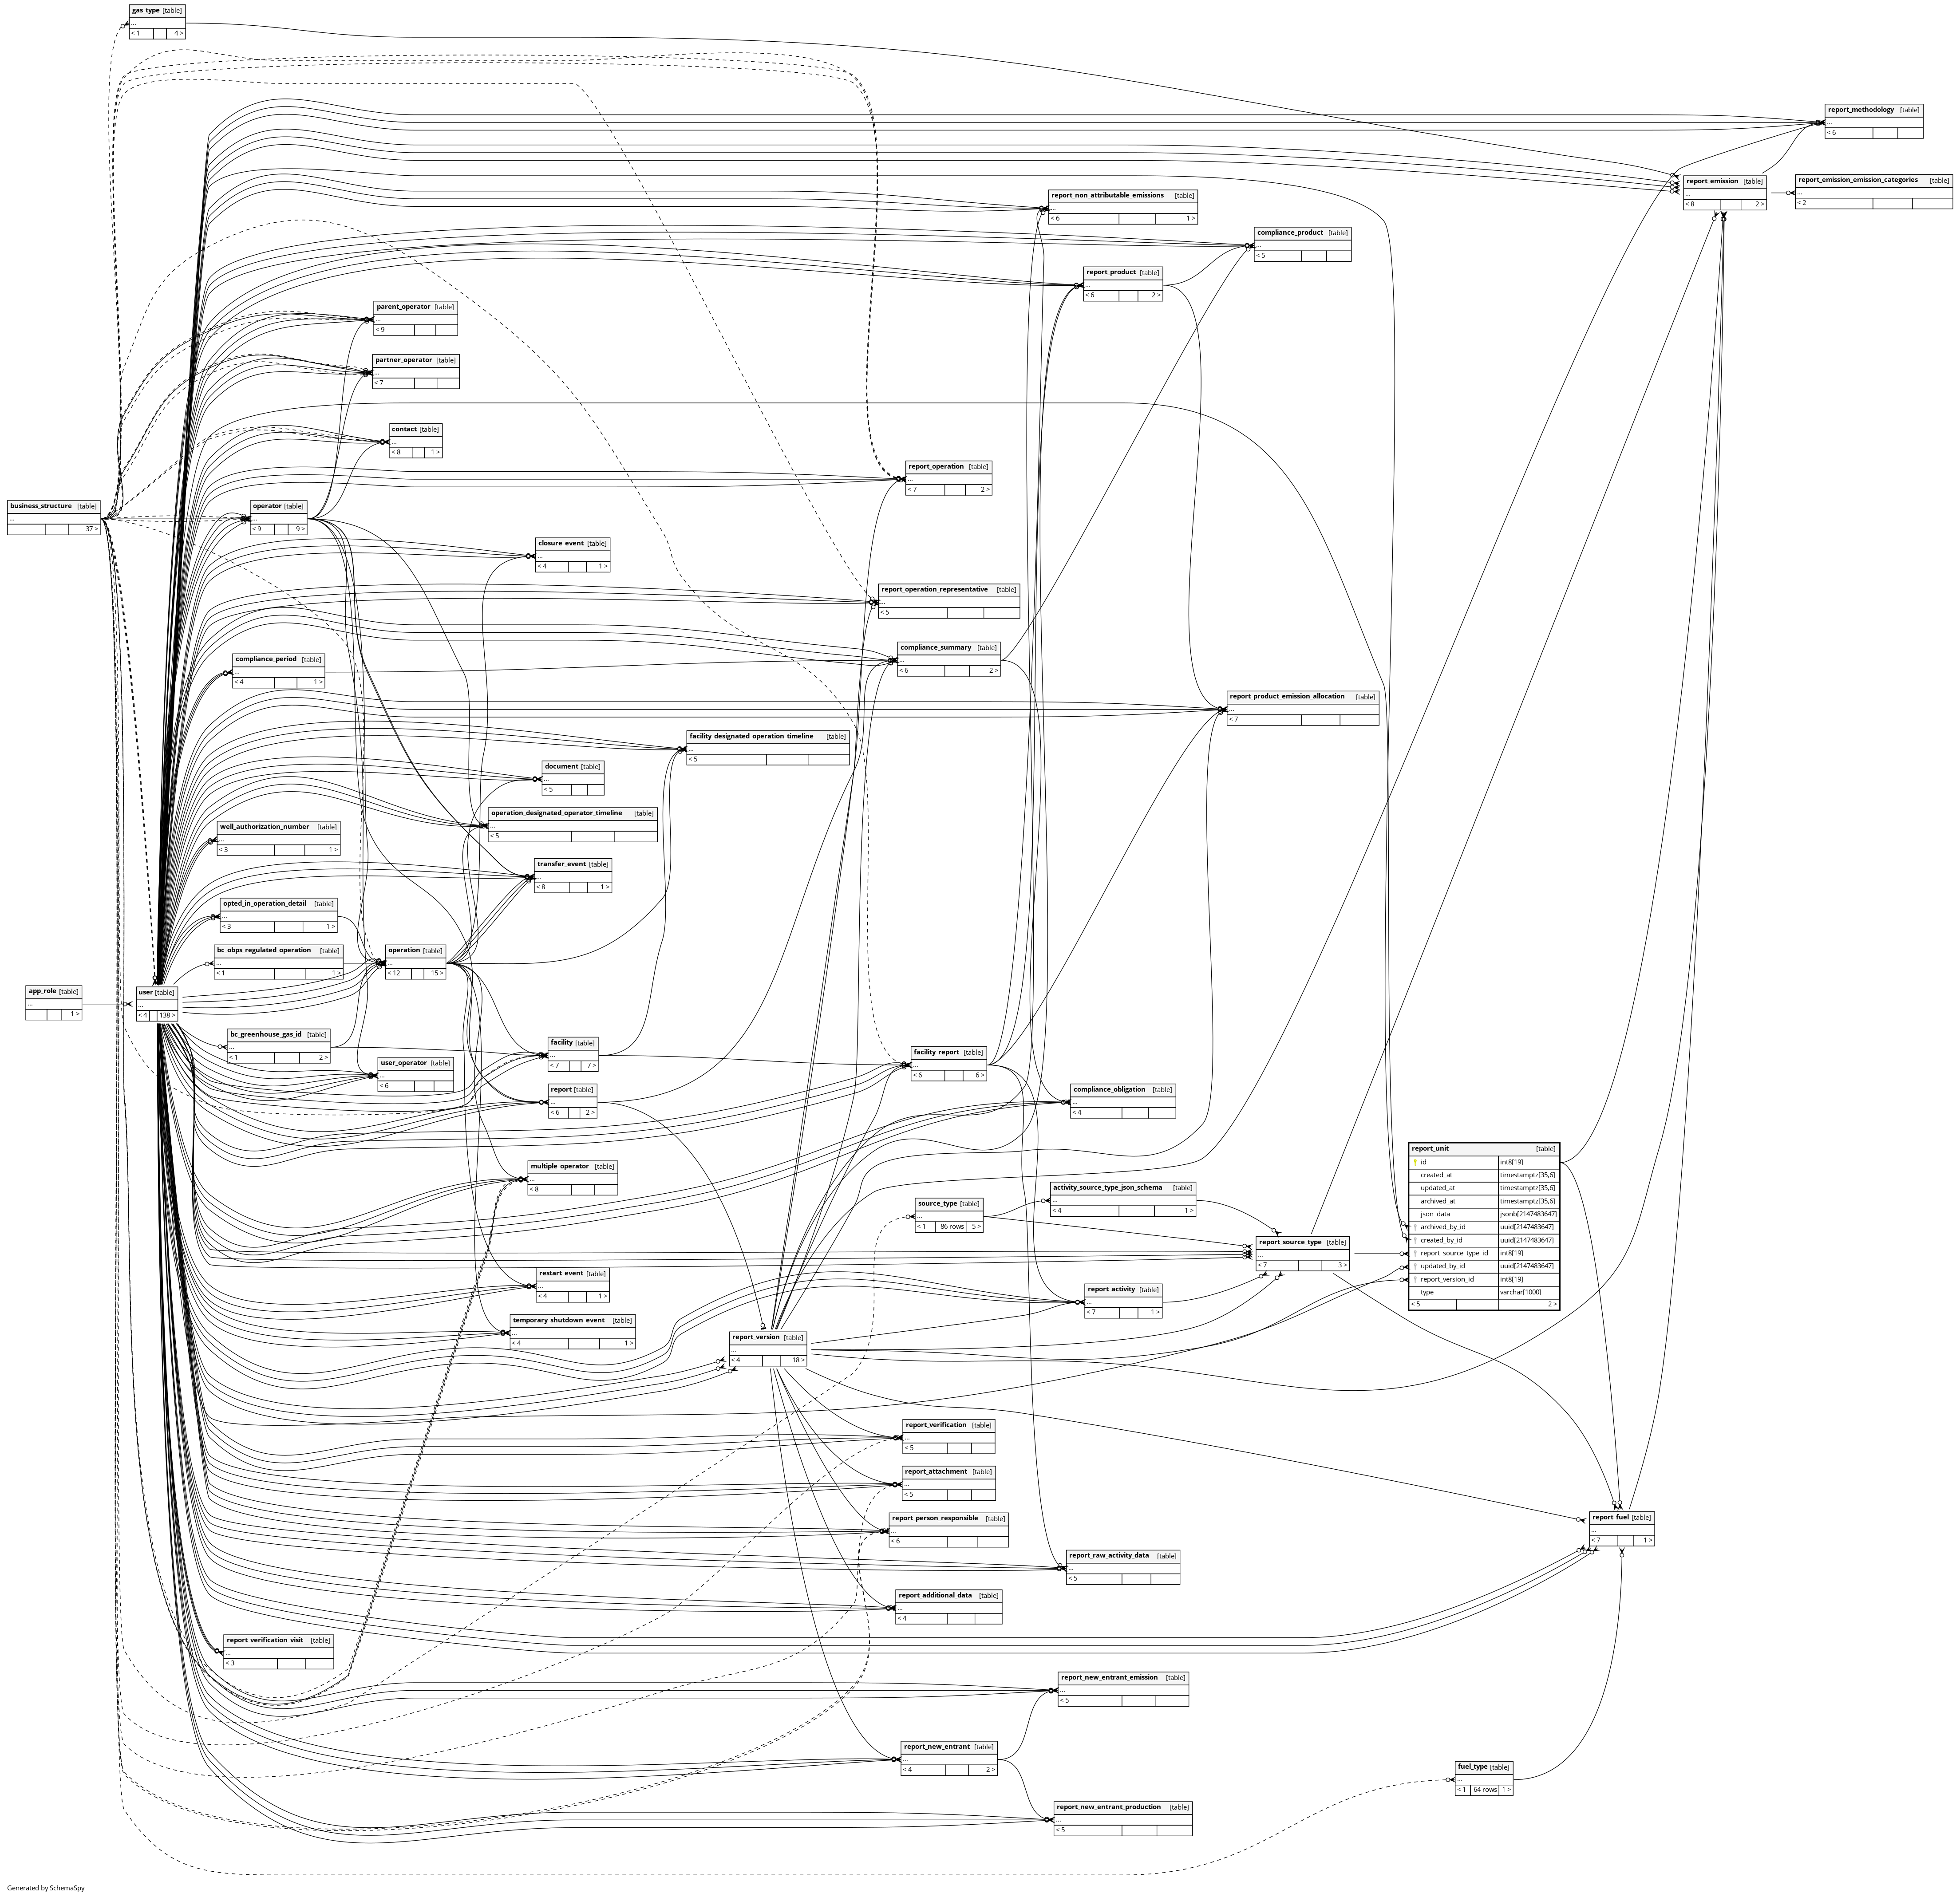 gas_type [table]
...
< 1 4 >
report_methodology [table]
...
< 6
report_emission [table]
...
< 8 2 >
report_emission_emission_categories [table]
...
< 2
report_non_attributable_emissions [table]
...
< 6 1 >
compliance_product [table]
...
< 5
report_product [table]
...
< 6 2 >
parent_operator [table]
...
< 9
partner_operator [table]
...
< 7
contact [table]
...
< 8 1 >
report_operation [table]
...
< 7 2 >
business_structure [table]
...
37 >
operator [table]
...
< 9 9 >
closure_event [table]
...
< 4 1 >
report_operation_representative [table]
...
< 5
compliance_summary [table]
...
< 6 2 >
compliance_period [table]
...
< 4 1 >
report_product_emission_allocation [table]
...
< 7
facility_designated_operation_timeline [table]
...
< 5
document [table]
...
< 5
operation_designated_operator_timeline [table]
...
< 5
well_authorization_number [table]
...
< 3 1 >
transfer_event [table]
...
< 8 1 >
opted_in_operation_detail [table]
...
< 3 1 >
bc_obps_regulated_operation [table]
...
< 1 1 >
operation [table]
...
< 12 15 >
app_role [table]
...
1 >
user [table]
...
< 4 138 >
bc_greenhouse_gas_id [table]
...
< 1 2 >
user_operator [table]
...
< 6
facility [table]
...
< 7 7 >
facility_report [table]
...
< 6 6 >
report [table]
...
< 6 2 >
compliance_obligation [table]
...
< 4
report_unit [table]
id int8[19]
created_at timestamptz[35,6]
updated_at timestamptz[35,6]
archived_at timestamptz[35,6]
json_data jsonb[2147483647]
archived_by_id uuid[2147483647]
created_by_id uuid[2147483647]
report_source_type_id int8[19]
updated_by_id uuid[2147483647]
report_version_id int8[19]
type varchar[1000]
< 5 2 >
multiple_operator [table]
...
< 8
activity_source_type_json_schema [table]
...
< 4 1 >
source_type [table]
...
< 1 86 rows 5 >
report_source_type [table]
...
< 7 3 >
restart_event [table]
...
< 4 1 >
report_activity [table]
...
< 7 1 >
temporary_shutdown_event [table]
...
< 4 1 >
report_version [table]
...
< 4 18 >
report_verification [table]
...
< 5
report_attachment [table]
...
< 5
report_person_responsible [table]
...
< 6
report_fuel [table]
...
< 7 1 >
report_raw_activity_data [table]
...
< 5
report_additional_data [table]
...
< 4
report_verification_visit [table]
...
< 3
report_new_entrant_emission [table]
...
< 5
report_new_entrant [table]
...
< 4 2 >
fuel_type [table]
...
< 1 64 rows 1 >
report_new_entrant_production [table]
...
< 5
Generated by SchemaSpy